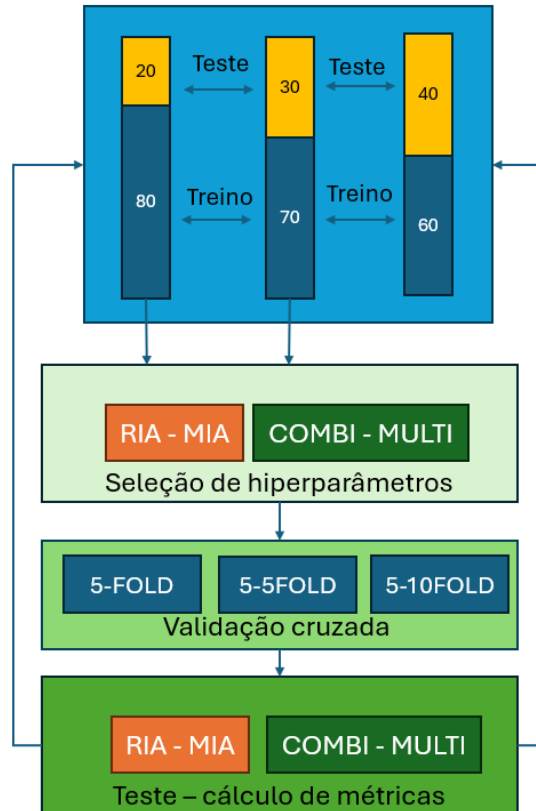 20 Teste 30 Teste 40
80 Treino 70 Treino 60
RIA - MIA COMBI - MULTI
Seleção de hiperparâmetros
5-FOLD 5-5FOLD 5-10FOLD
Validação cruzada
RIA - MIA COMBI - MULTI
Teste – cálculo de métricas